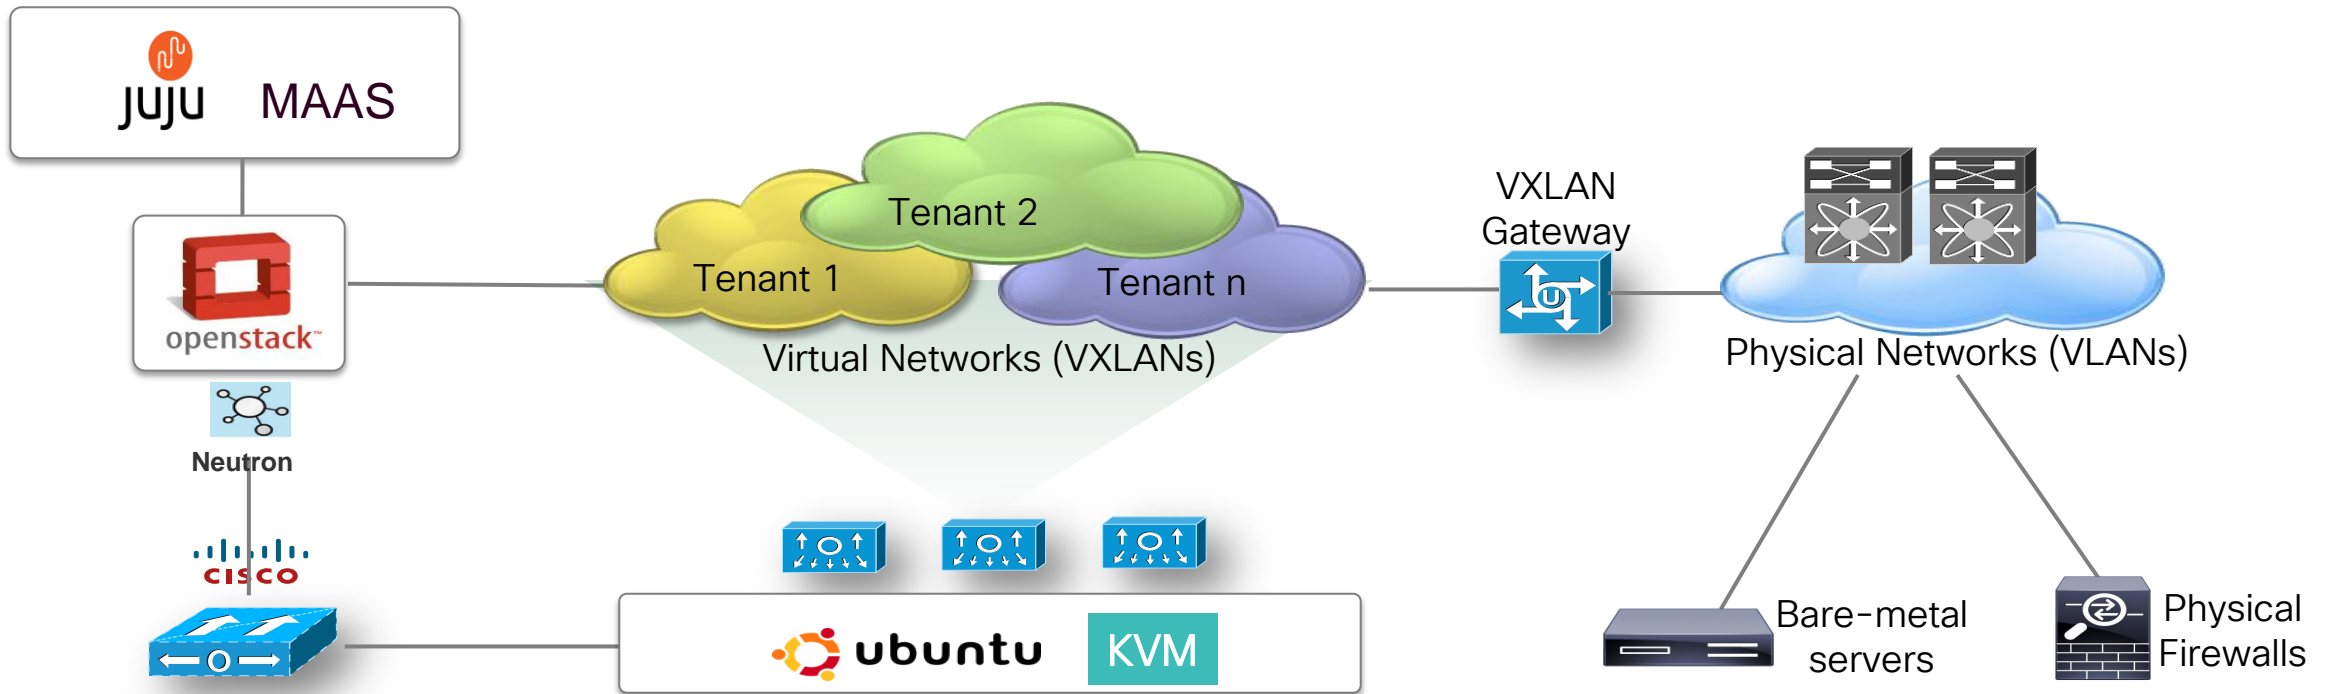 juju
MAAS
openstack™
Neutron
CISCO
Tenant 1
Tenant 2
Tenant n
Virtual Networks (VXLANs)
ubuntu
KVM
VXLAN
Gateway
U
Physical Networks (VLANs)
Bare-metal
servers
Physical
Firewalls